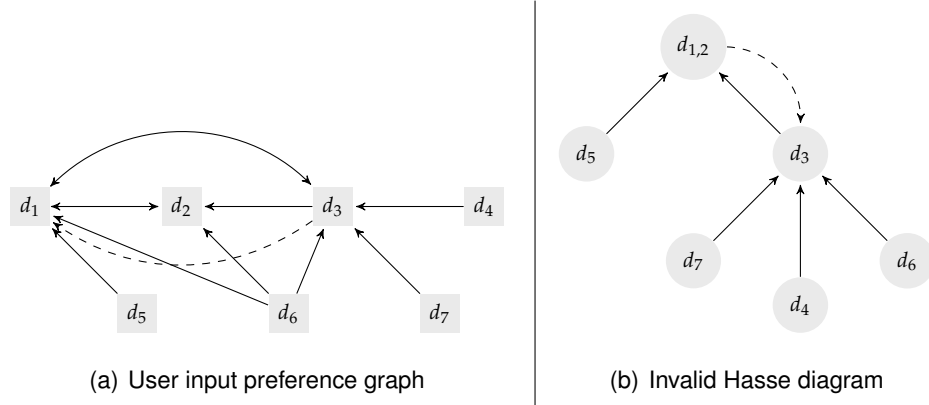 d1,2
d5
d3
d1
d2
d3
d4
d7
d6
d4
d5
d6
d7
(a) User input preference graph
(b) Invalid Hasse diagram